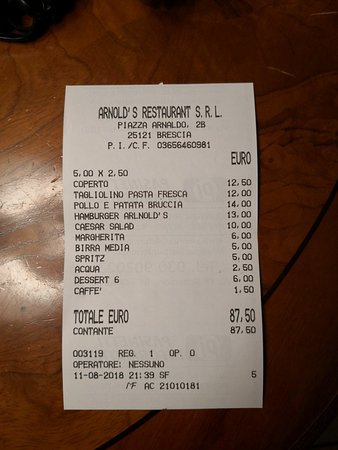 ARNOLD'S RESTAURANT S.R.L.
PIAZZA ARNALDO, 2B
25121 BRESCIA
P.I./C.F. 03656460981
EURO
5,00 X 2,50
COPERTO 12,50
TAGLIOLINO PASTA FRESCA 12,00
POLLO E PATATA BRUCCIA 14,00
HAMBURGER ARLNOLD'S 13,00
CAESAR SALAD 10,00
MARGHERITA 6,00
BIRRA MEDIA 5,00
SPRITZ 5,00
ACQUA 2,50
DESSERT 6 6,00
CAFFE' 1,50
TOTALE EURO 87,50
CONTANTE 87,50
003119 REG. 1 OP. 0
OPERATORE: NESSUNO
11-08-2018 21:39 SF 5
MF AC 21010181